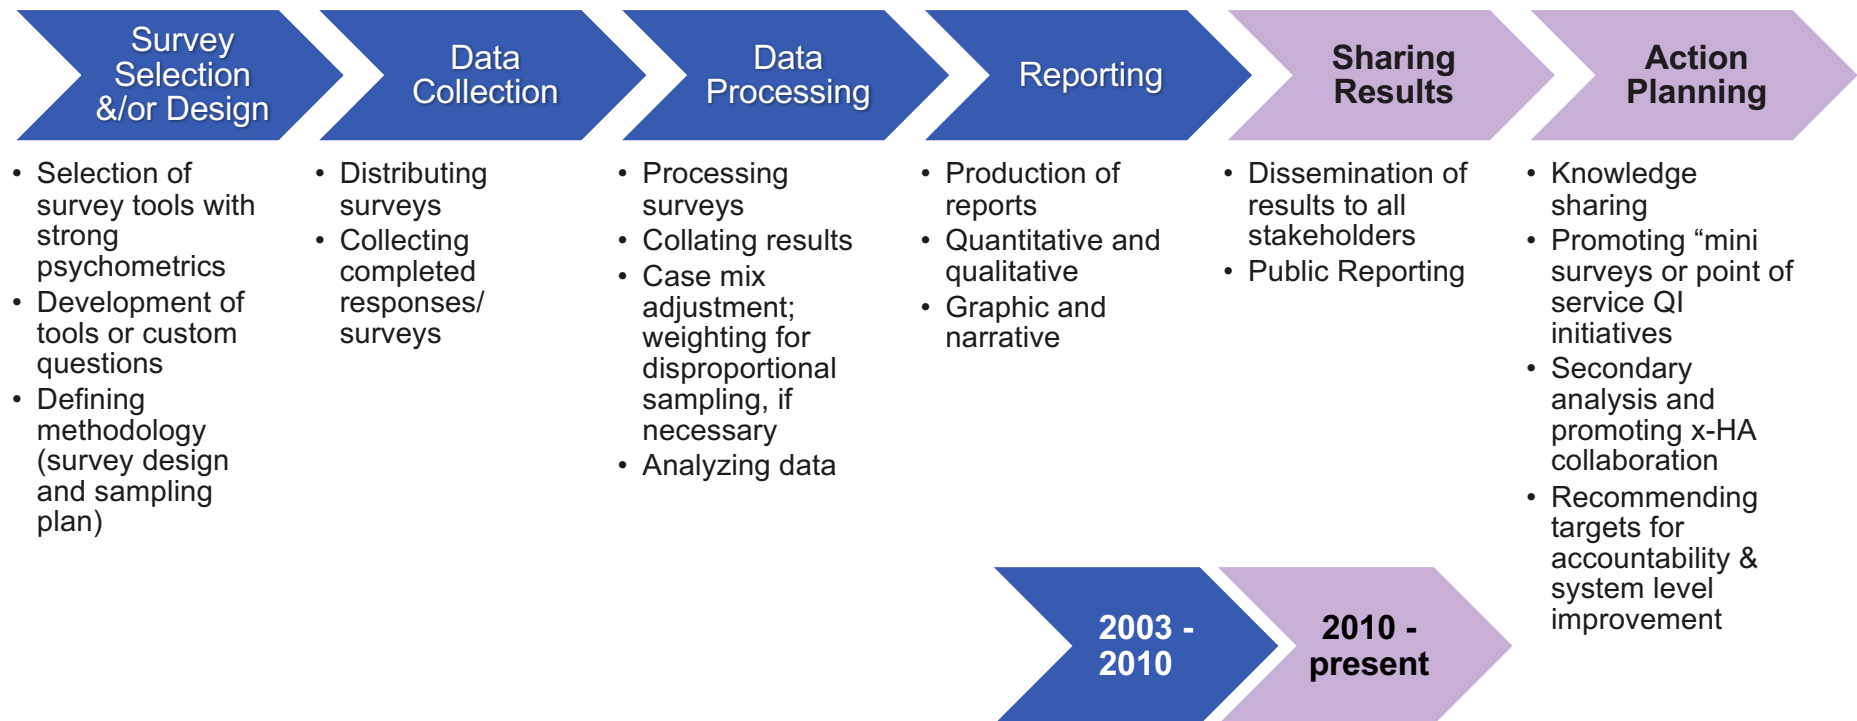 Survey
Selection
&/or Design
Data
Collection
Data
Processing
Reporting
Sharing
Results
Action
Planning
• Selection of
survey tools with
strong
psychometrics
• Development of
tools or custom
questions
• Defining
methodology
(survey design
and sampling
plan)
• Distributing
surveys
• Collecting
completed
responses/
surveys
• Processing
surveys
• Collating results
• Case mix
adjustment;
weighting for
disproportional
sampling, if
necessary
• Analyzing data
• Production of
reports
• Quantitative and
qualitative
• Graphic and
narrative
• Dissemination of
results to all
stakeholders
• Public Reporting
• Knowledge
sharing
• Promoting “mini
surveys or point of
service QI
initiatives
• Secondary
analysis and
promoting x-HA
collaboration
• Recommending
targets for
accountability &
system level
improvement
2003 -
2010
2010 -
present